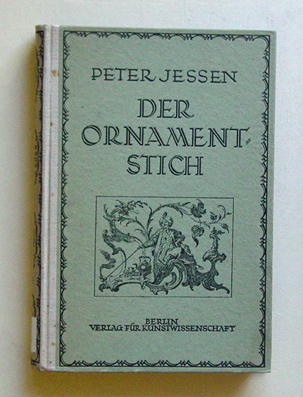 PETER JESSEN
DER
ORNAMENT-
STICH
BERLIN
VERLAG FÜR KUNSTWISSENSCHAFT